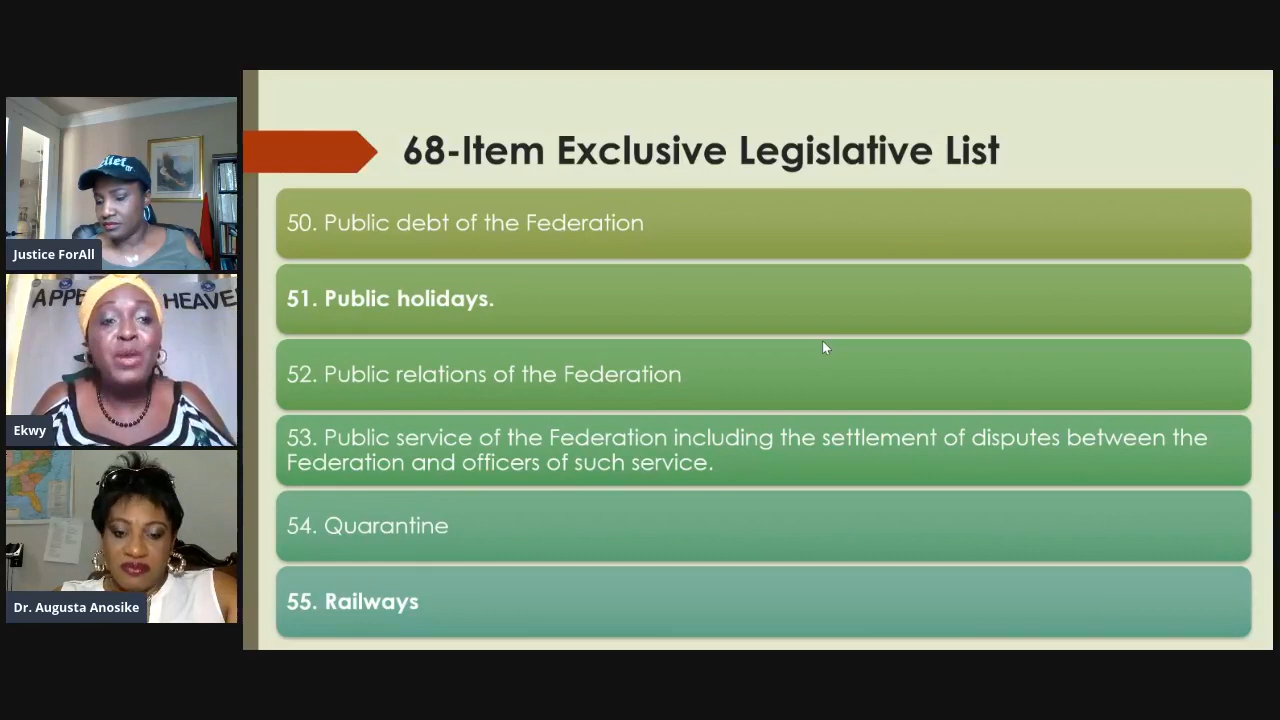 68-Item Exclusive Legislative List
50. Public debt of the Federation
51. Public holidays.
52. Public relations of the Federation
53. Public service of the Federation including the settlement of disputes between the
Federation and officers of such service.
54. Quarantine
55. Railways
Justice ForAll
APPE HEAVE
Ekwy
Dr. Augusta Anosike